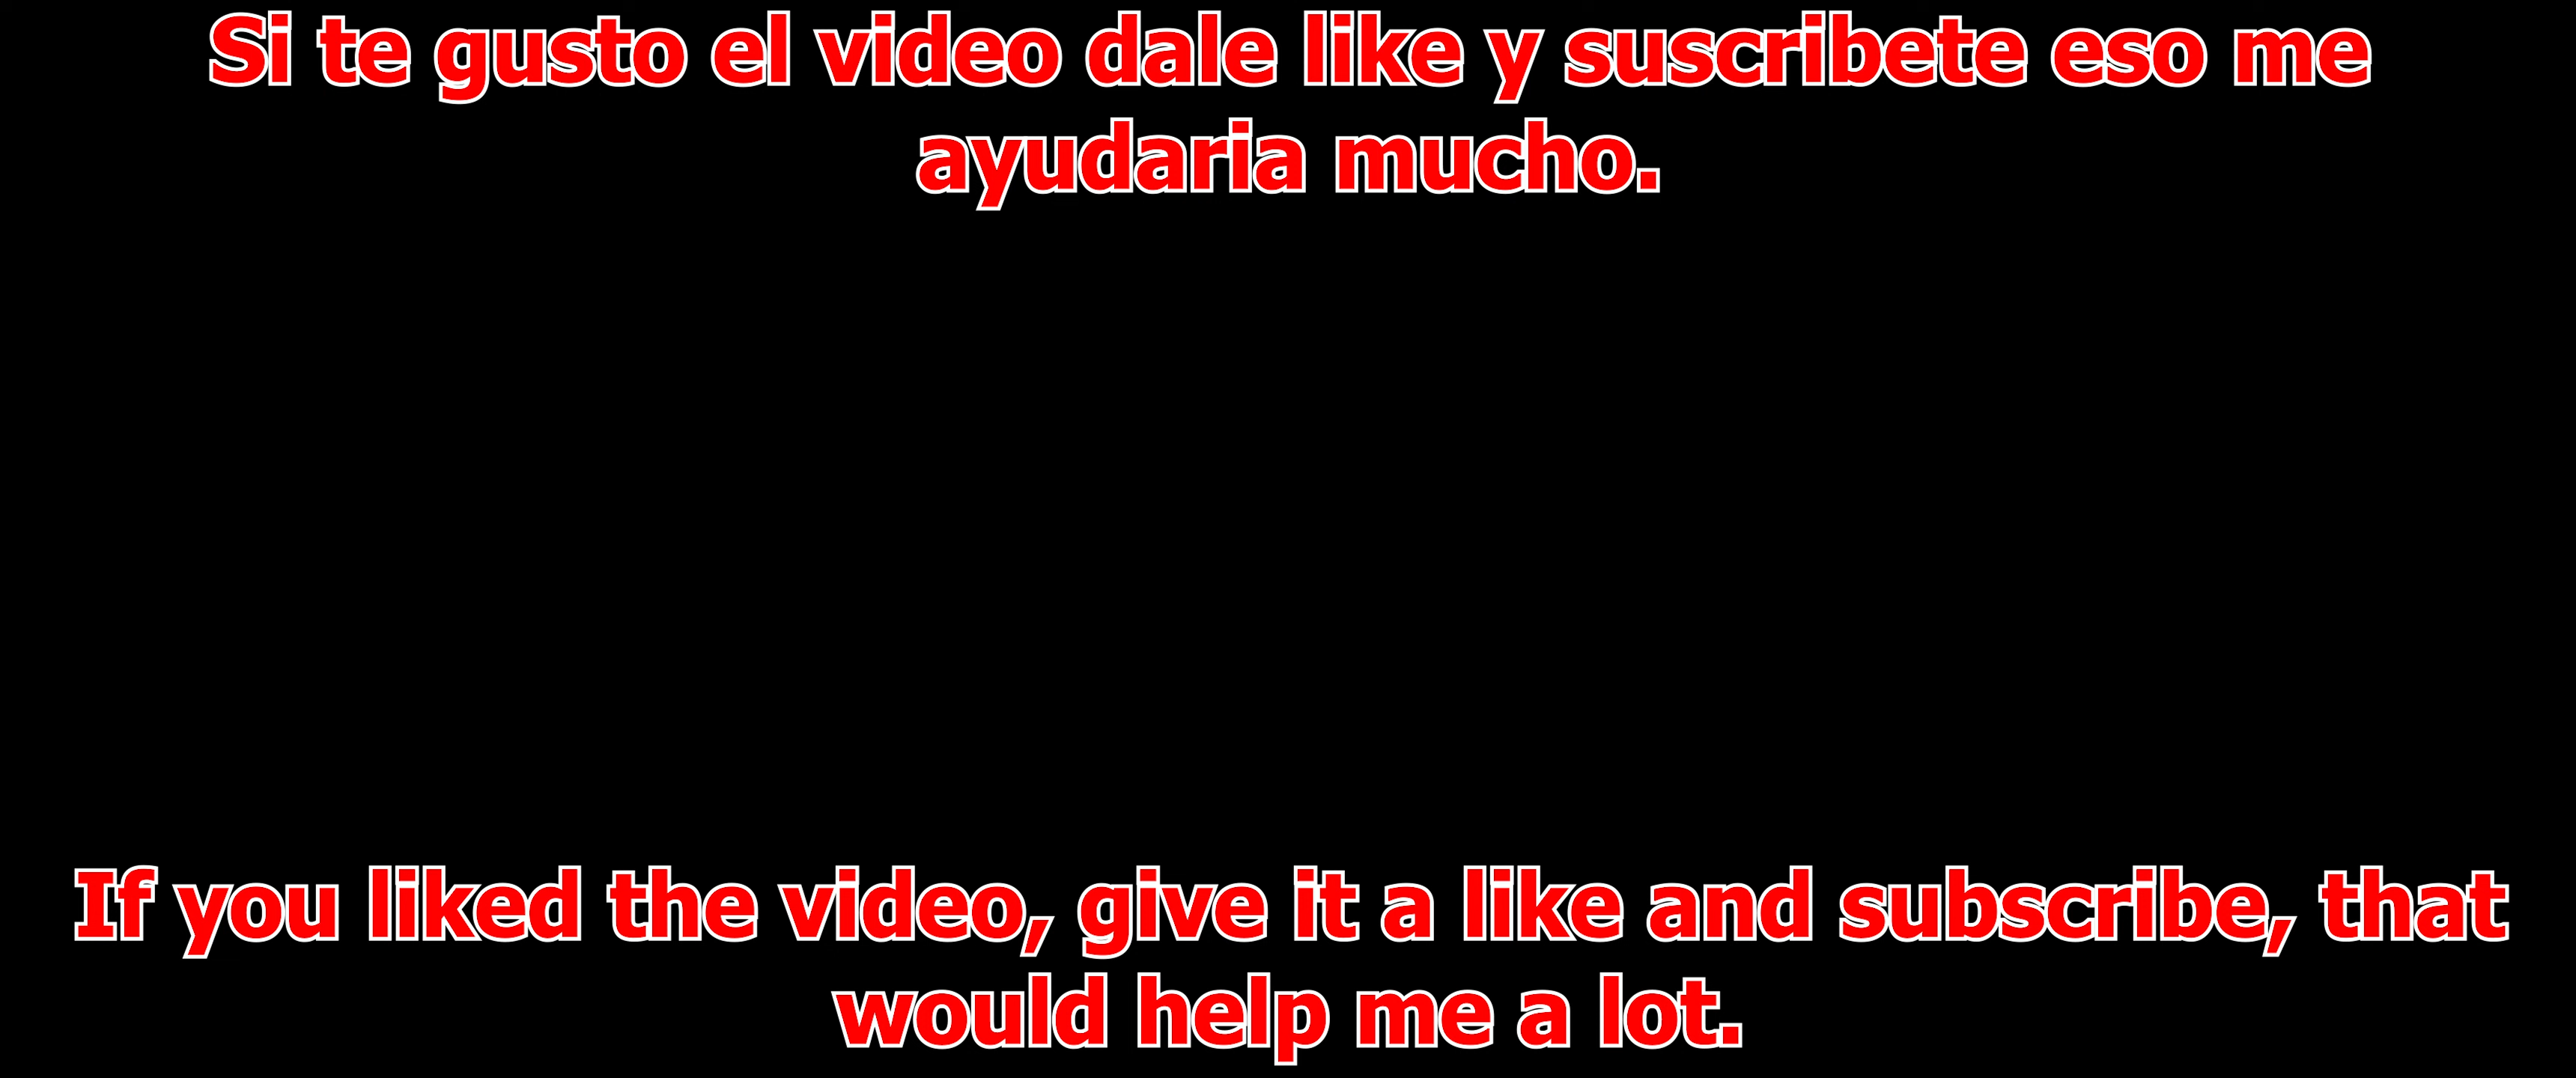 Si te gusto el video dale like y suscribete eso me
ayudaria mucho.
If you liked the video, give it a like and subscribe, that
would help me a lot.